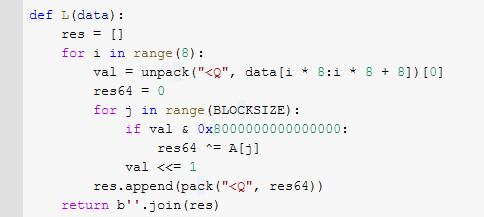 def L(data):
    res = []
    for i in range(8):
        val = unpack("<Q", data[i * 8:i * 8 + 8])[0]
        res64 = 0
        for j in range(BLOCKSIZE):
            if val & 0x8000000000000000:
                res64 ^= A[j]
            val <<= 1
        res.append(pack("<Q", res64))
    return b''.join(res)